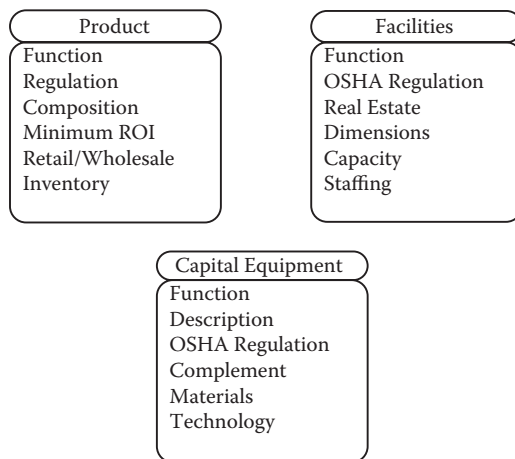 Product
Function
Regulation
Composition
Minimum ROI
Retail/Wholesale
Inventory
Facilities
Function
OSHA Regulation
Real Estate
Dimensions
Capacity
Staffing
Capital Equipment
Function
Description
OSHA Regulation
Complement
Materials
Technology